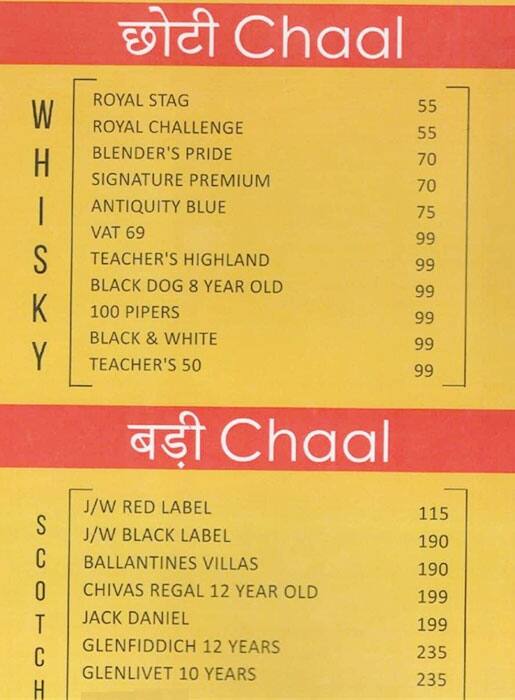 छोटी Chaal
WHISKY
ROYAL STAG 55
ROYAL CHALLENGE 55
BLENDER'S PRIDE 70
SIGNATURE PREMIUM 70
ANTIQUITY BLUE 75
VAT 69 99
TEACHER'S HIGHLAND 99
BLACK DOG 8 YEAR OLD 99
100 PIPERS 99
BLACK & WHITE 99
TEACHER'S 50 99
बड़ी Chaal
SCOTCH
J/W RED LABEL 115
J/W BLACK LABEL 190
BALLANTINES VILLAS 190
CHIVAS REGAL 12 YEAR OLD 199
JACK DANIEL 199
GLENFIDDICH 12 YEARS 235
GLENLIVET 10 YEARS 235